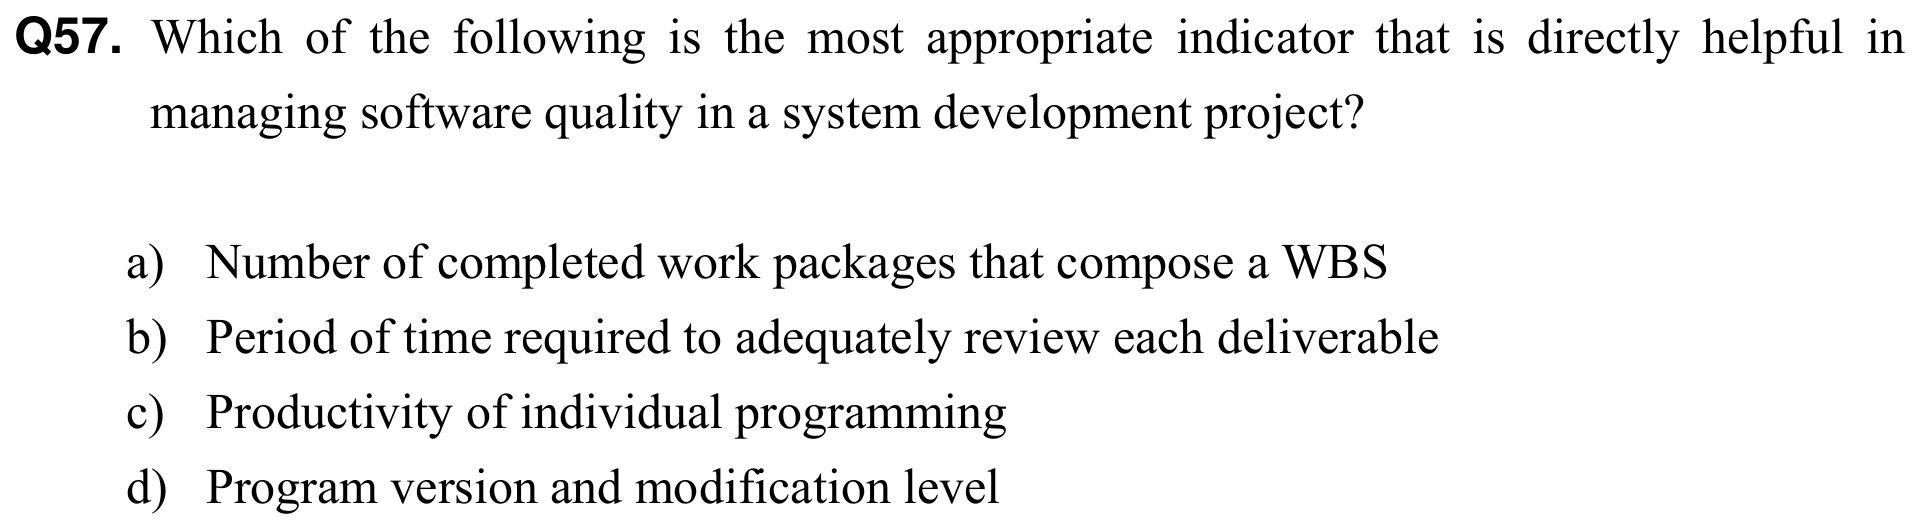 Q57. Which of the following is the most appropriate indicator that is directly helpful in
managing software quality in a system development project?
a) Number of completed work packages that compose a WBS
b) Period of time required to adequately review each deliverable
c) Productivity of individual programming
d) Program version and modification level